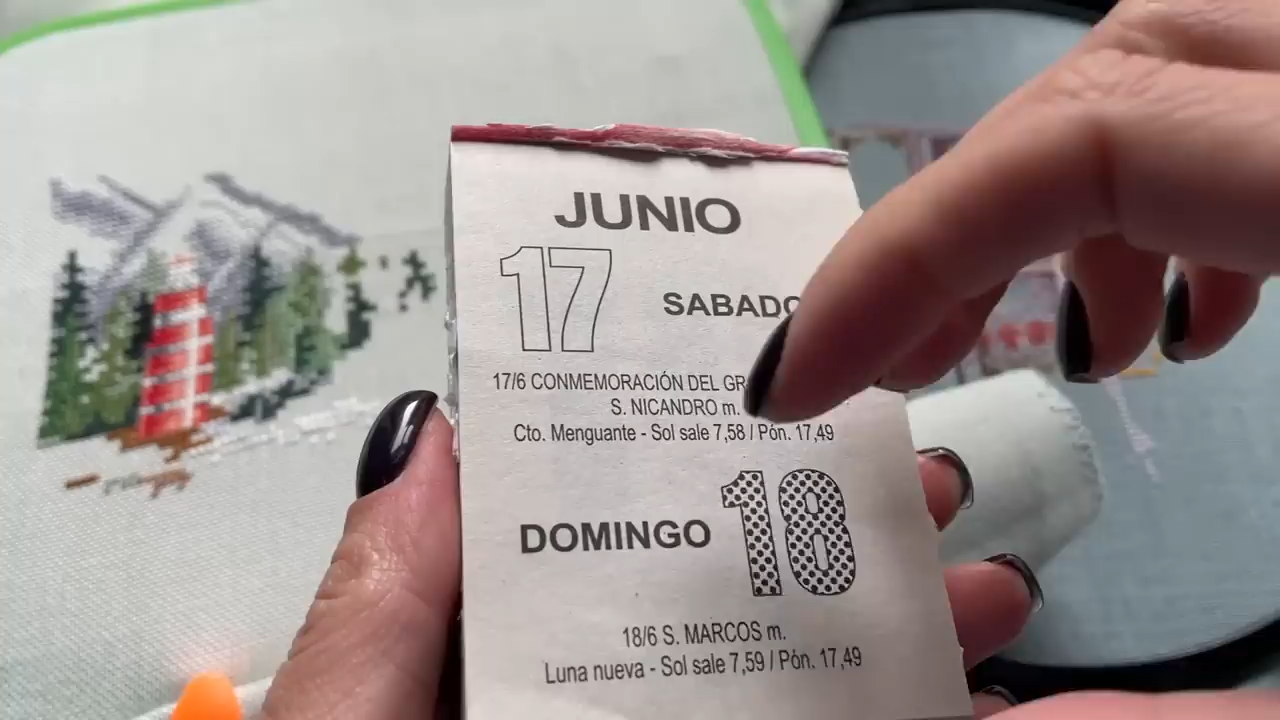 JUNIO
17
SABADO
17/6 CONMEMORACIÓN DEL
S. NICANDRO m.
Cto. Menguante - Sol sale 7,58 / Pón. 17,49
DOMINGO 18
18/6 S. MARCOS m.
Luna nueva - Sol sale 7,59 / Pón. 17,49